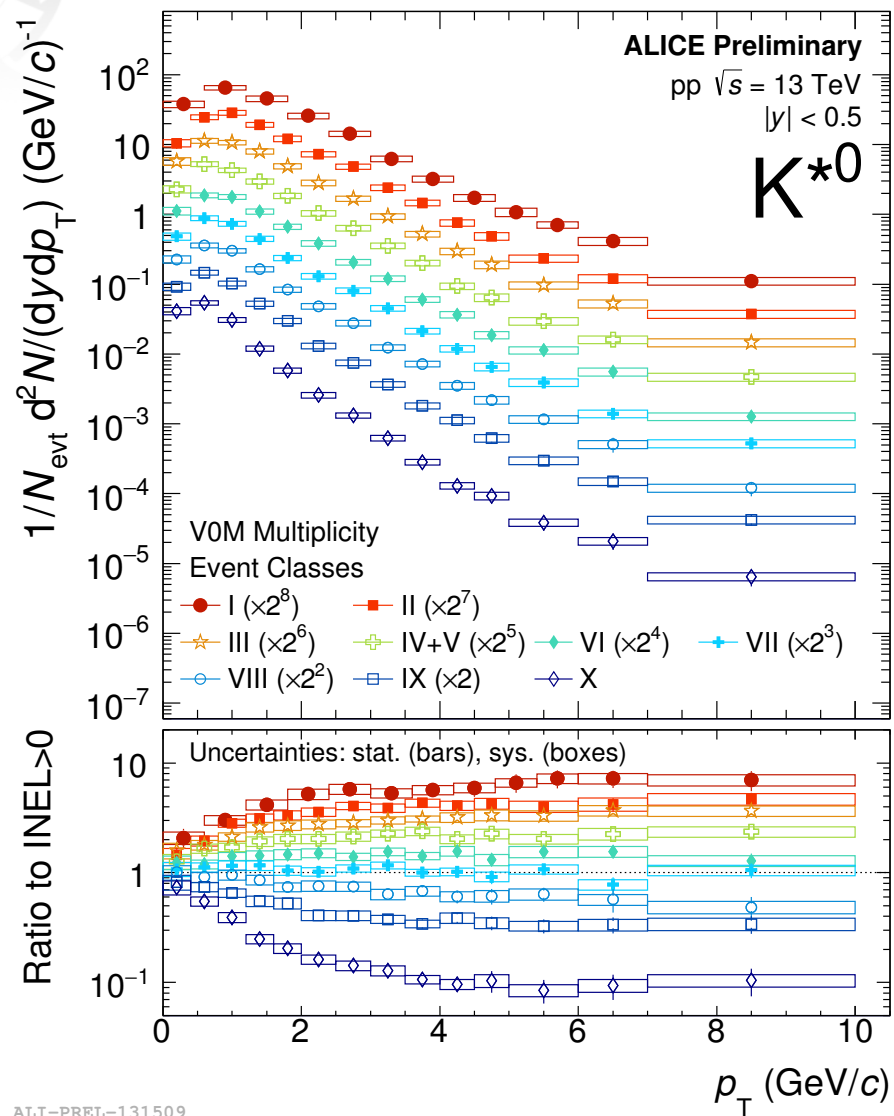 ALICE Preliminary
pp √s = 13 TeV
|y| < 0.5
K*⁰
1/N_evt d²N/(dydp_T) (GeV/c)⁻¹
10²
10
1
10⁻¹
10⁻²
10⁻³
10⁻⁴
10⁻⁵
10⁻⁶
10⁻⁷
V0M Multiplicity
Event Classes
I (×2⁸) II (×2⁷)
III (×2⁶) IV+V (×2⁵) VI (×2⁴) VII (×2³)
VIII (×2²) IX (×2) X
Uncertainties: stat. (bars), sys. (boxes)
Ratio to INEL>0
10
1
10⁻¹
0 2 4 6 8 10
p_T (GeV/c)
ALI-PREL-131509